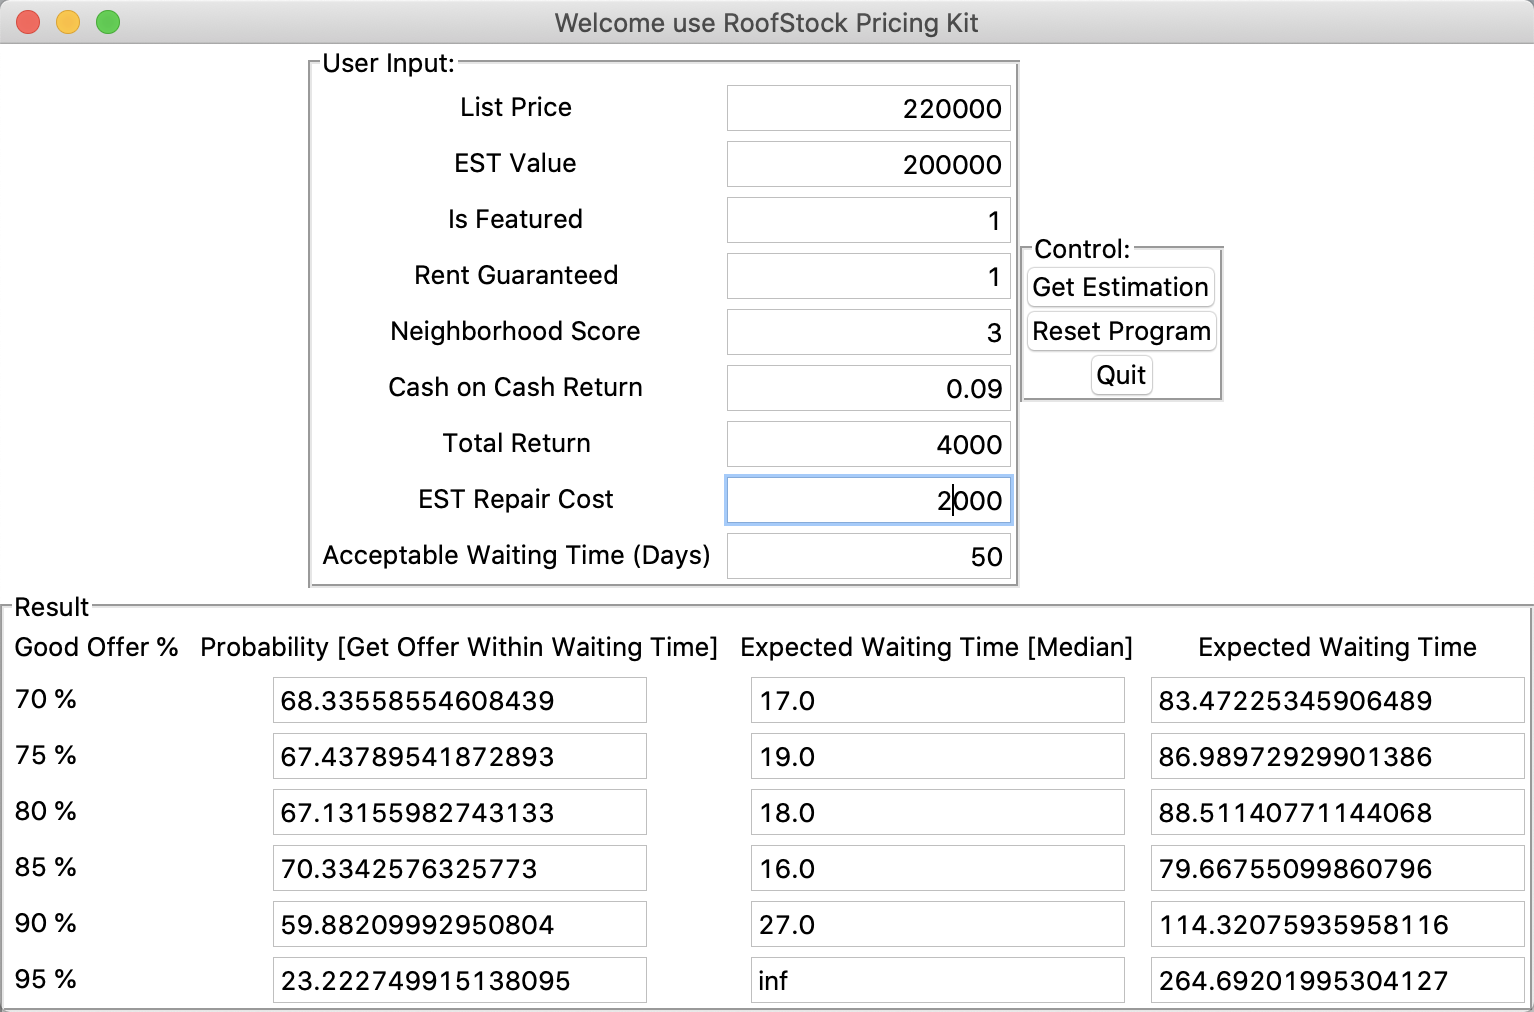 Welcome use RoofStock Pricing Kit
User Input:
List Price 220000
EST Value 200000
Is Featured 1
Rent Guaranteed 1
Neighborhood Score 3
Cash on Cash Return 0.09
Total Return 4000
EST Repair Cost 2000
Acceptable Waiting Time (Days) 50
Control:
Get Estimation
Reset Program
Quit
Result
Good Offer % Probability [Get Offer Within Waiting Time] Expected Waiting Time [Median] Expected Waiting Time
70 % 68.33558554608439 17.0 83.47225345906489
75 % 67.43789541872893 19.0 86.98972929901386
80 % 67.13155982743133 18.0 88.51140771144068
85 % 70.3342576325773 16.0 79.66755099860796
90 % 59.88209992950804 27.0 114.32075935958116
95 % 23.222749915138095 inf 264.69201995304127